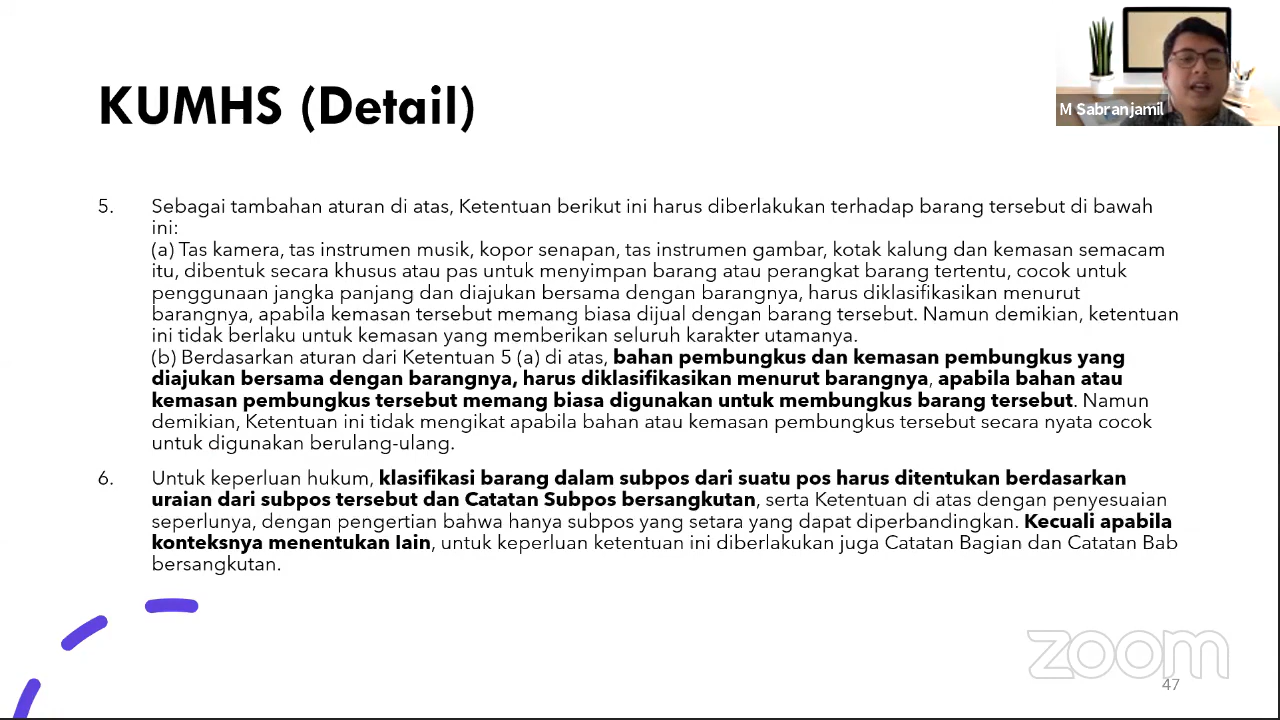 KUMHS (Detail)
M Sabranjamil
5. Sebagai tambahan aturan di atas, Ketentuan berikut ini harus diberlakukan terhadap barang tersebut di bawah
ini:
(a) Tas kamera, tas instrumen musik, kopor senapan, tas instrumen gambar, kotak kalung dan kemasan semacam
itu, dibentuk secara khusus atau pas untuk menyimpan barang atau perangkat barang tertentu, cocok untuk
penggunaan jangka panjang dan diajukan bersama dengan barangnya, harus diklasifikasikan menurut
barangnya, apabila kemasan tersebut memang biasa dijual dengan barang tersebut. Namun demikian, ketentuan
ini tidak berlaku untuk kemasan yang memberikan seluruh karakter utamanya.
(b) Berdasarkan aturan dari Ketentuan 5 (a) di atas, bahan pembungkus dan kemasan pembungkus yang
diajukan bersama dengan barangnya, harus diklasifikasikan menurut barangnya, apabila bahan atau
kemasan pembungkus tersebut memang biasa digunakan untuk membungkus barang tersebut. Namun
demikian, Ketentuan ini tidak mengikat apabila bahan atau kemasan pembungkus tersebut secara nyata cocok
untuk digunakan berulang-ulang.
6. Untuk keperluan hukum, klasifikasi barang dalam subpos dari suatu pos harus ditentukan berdasarkan
uraian dari subpos tersebut dan Catatan Subpos bersangkutan, serta Ketentuan di atas dengan penyesuaian
seperlunya, dengan pengertian bahwa hanya subpos yang setara yang dapat diperbandingkan. Kecuali apabila
konteksnya menentukan lain, untuk keperluan ketentuan ini diberlakukan juga Catatan Bagian dan Catatan Bab
bersangkutan.
zoom
47